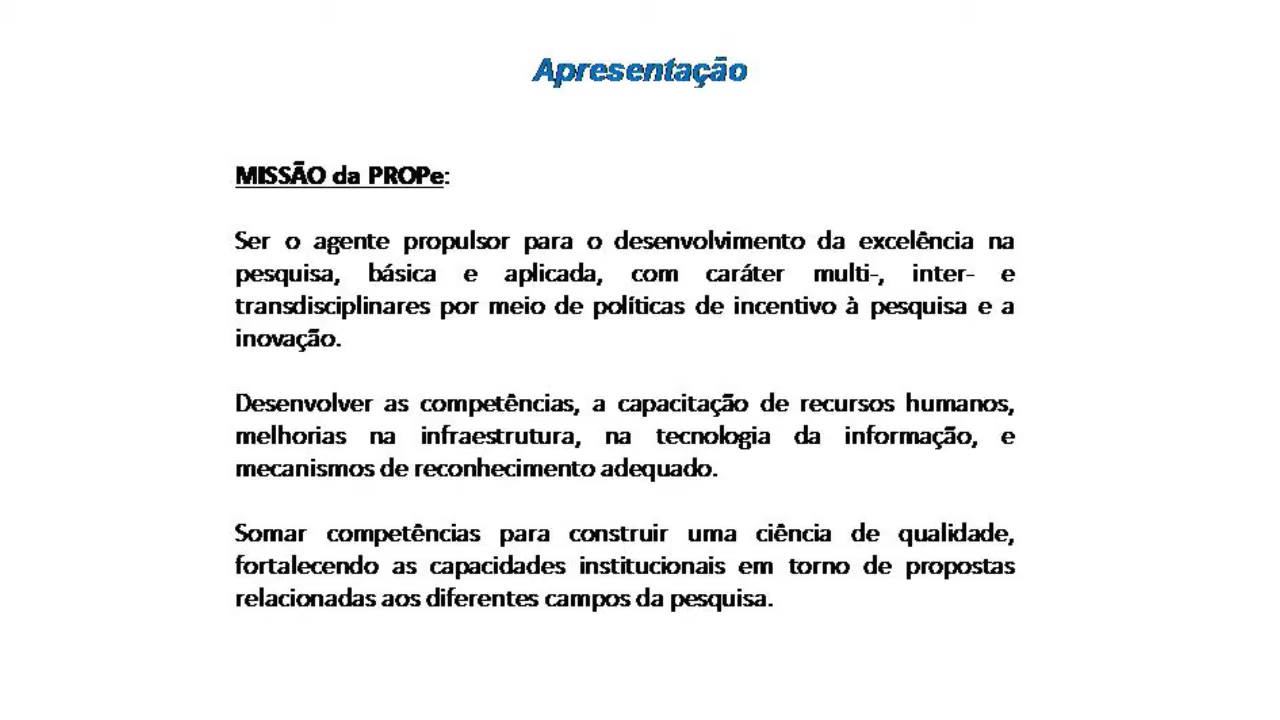 Apresentação
MISSÃO da PROPe:
Ser o agente propulsor para o desenvolvimento da excelência na
pesquisa, básica e aplicada, com caráter multi-, inter- e
transdisciplinares por meio de políticas de incentivo à pesquisa e a
inovação.
Desenvolver as competências, a capacitação de recursos humanos,
melhorias na infraestrutura, na tecnologia da informação, e
mecanismos de reconhecimento adequado.
Somar competências para construir uma ciência de qualidade,
fortalecendo as capacidades institucionais em torno de propostas
relacionadas aos diferentes campos da pesquisa.